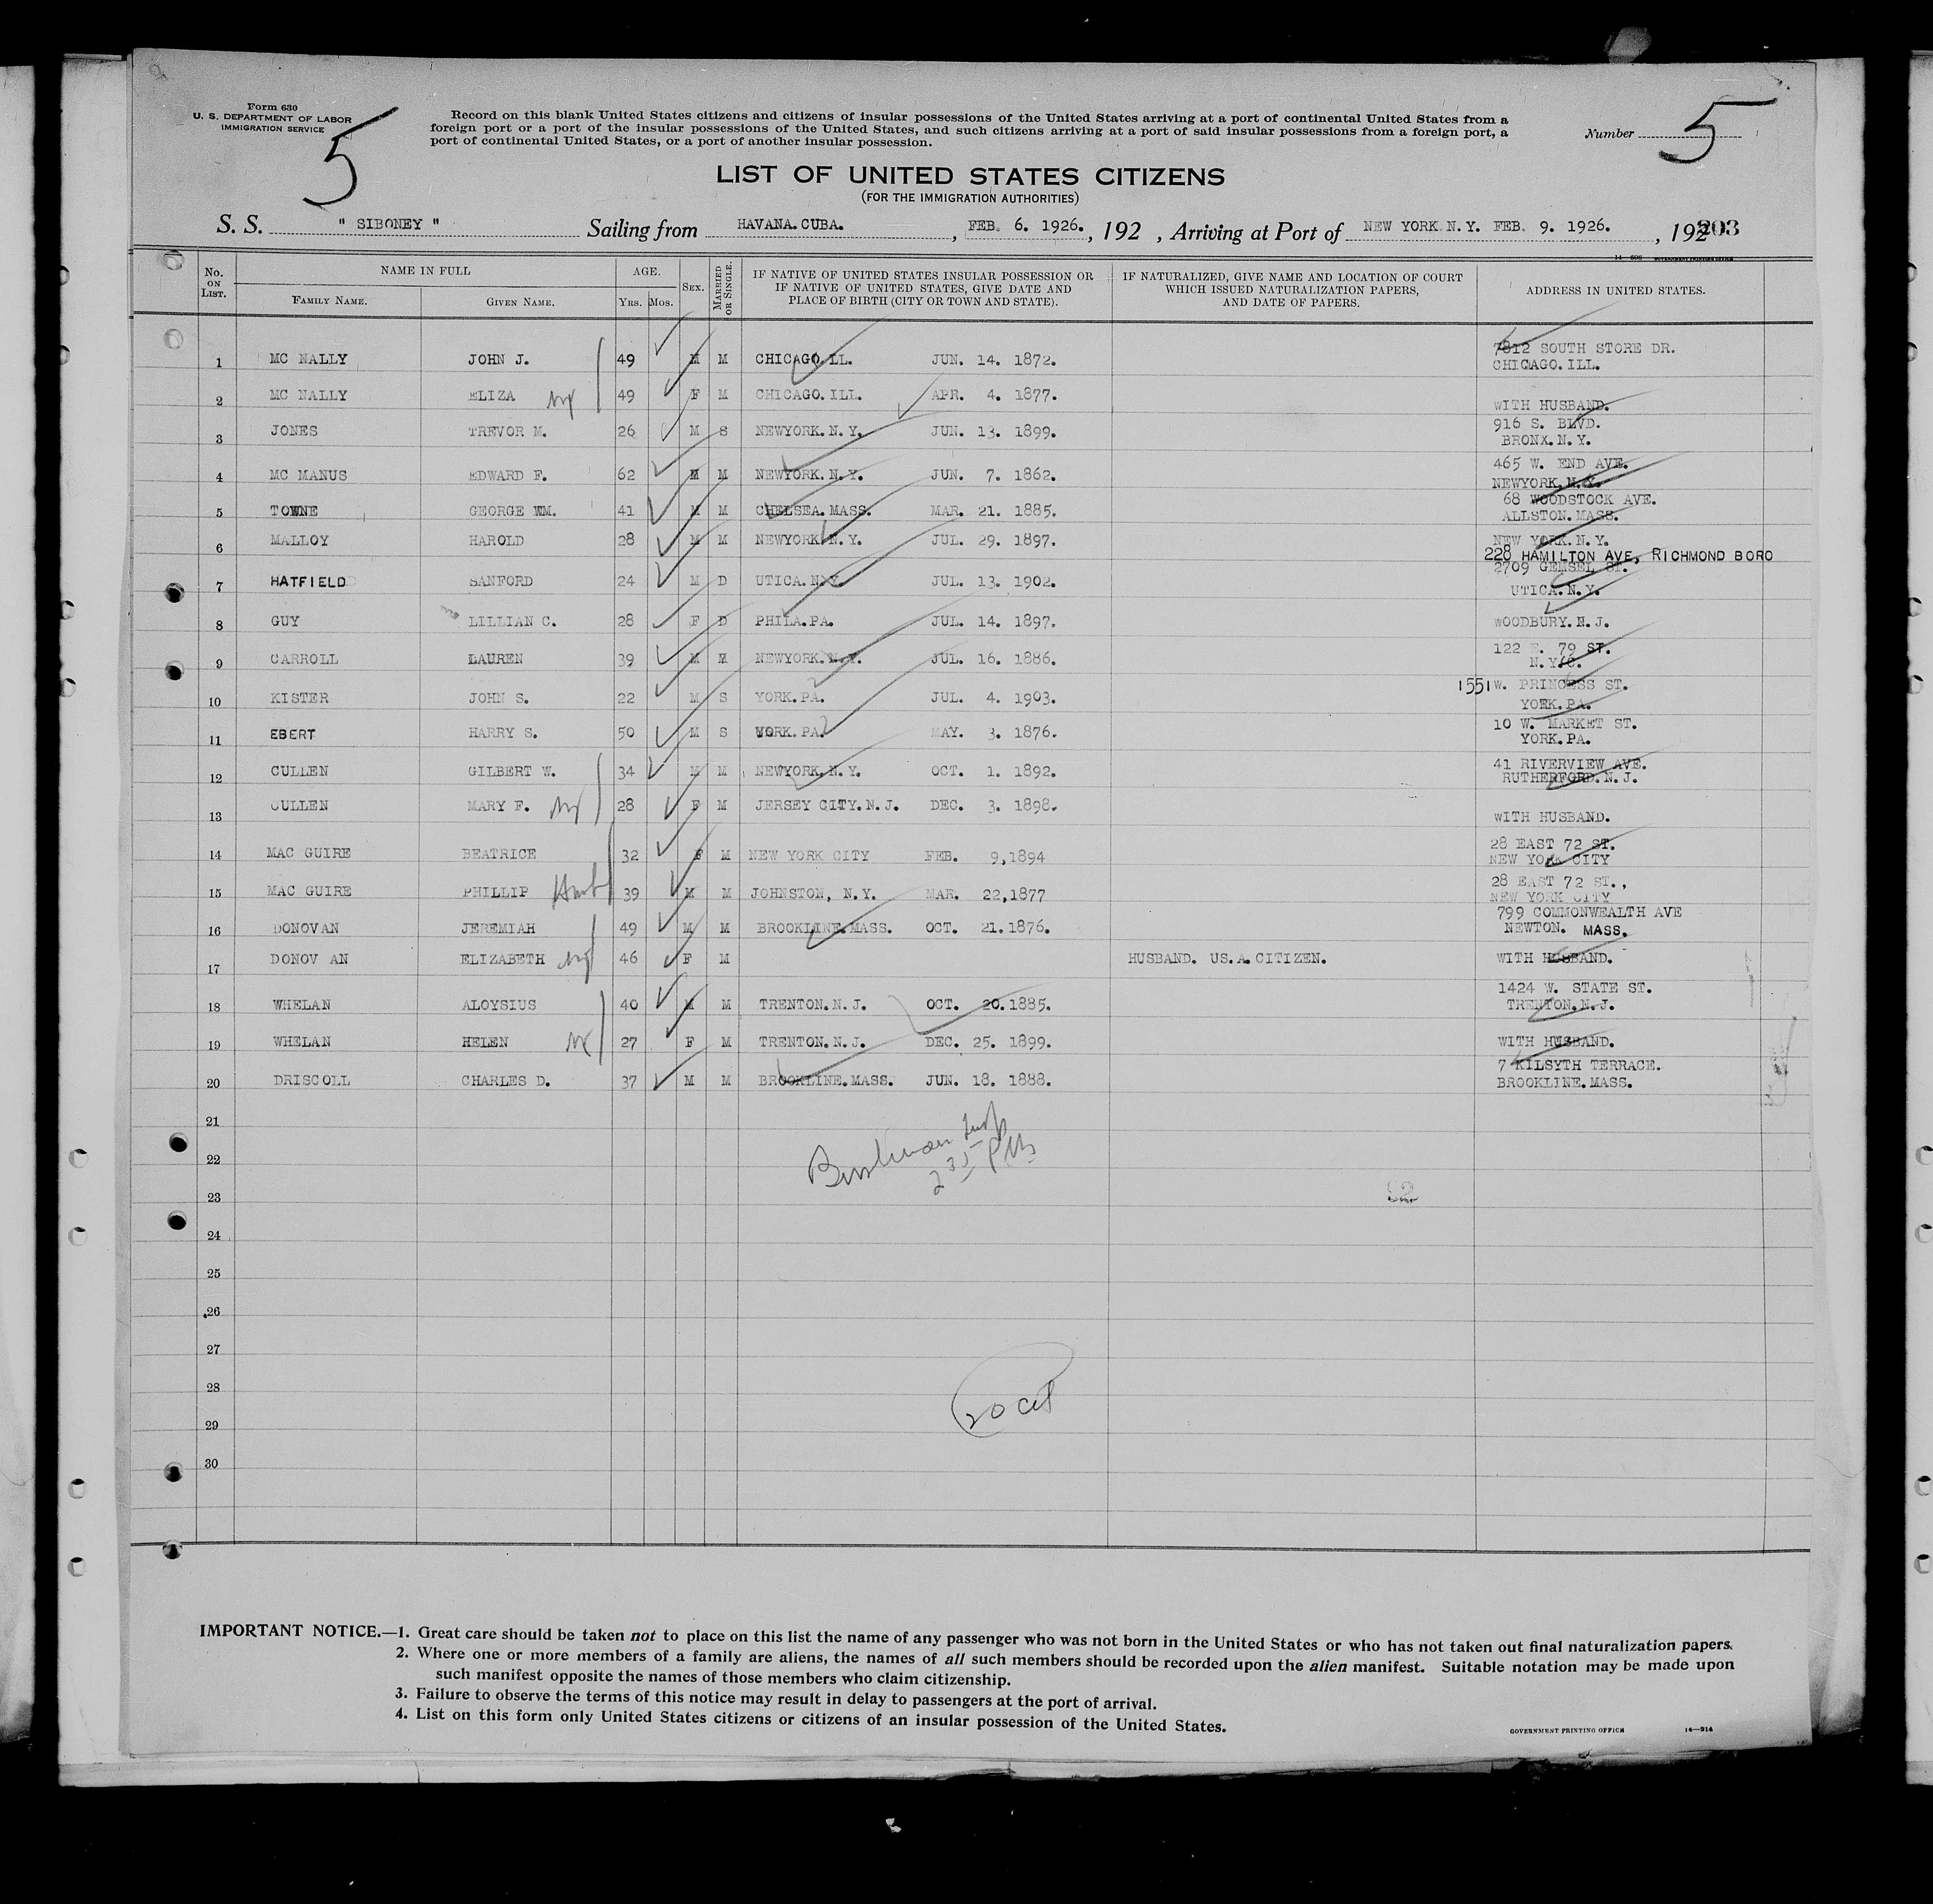 Form 630
U. S. DEPARTMENT OF LABOR
IMMIGRATION SERVICE
5
Record on this blank United States citizens and citizens of insular possessions of the United States arriving at a port of continental United States from a
foreign port or a port of the insular possessions of the United States, and such citizens arriving at a port of said insular possessions from a foreign port, a
port of continental United States, or a port of another insular possession.
Number 5
LIST OF UNITED STATES CITIZENS
(FOR THE IMMIGRATION AUTHORITIES)
S. S. " SIBONEY " Sailing from HAVANA. CUBA. , FEB. 6. 1926. , 192 , Arriving at Port of NEW YORK N. Y. FEB. 9. 1926. , 192
203
No. ON LIST. NAME IN FULL FAMILY NAME. GIVEN NAME. AGE. YRS. MOS. SEX. MARRIED OR SINGLE. IF NATIVE OF UNITED STATES INSULAR POSSESSION OR IF NATIVE OF UNITED STATES, GIVE DATE AND PLACE OF BIRTH (CITY OR TOWN AND STATE). IF NATURALIZED, GIVE NAME AND LOCATION OF COURT WHICH ISSUED NATURALIZATION PAPERS, AND DATE OF PAPERS. ADDRESS IN UNITED STATES.
1 MC NALLY JOHN J. 49 M M CHICAGO. ILL. JUN. 14. 1872. 7812 SOUTH STORE DR. CHICAGO. ILL.
2 MC NALLY ELIZA 49 F M CHICAGO. ILL. APR. 4. 1877. WITH HUSBAND.
3 JONES TREVOR M. 26 M S NEWYORK. N. Y. JUN. 13. 1899. 916 S. BLVD. BRONX. N. Y.
4 MC MANUS EDWARD F. 62 M M NEWYORK. N. Y. JUN. 7. 1862. 465 W. END AVE. NEWYORK. N. Y.
5 TOWNE GEORGE WM. 41 M M CHELSEA. MASS. MAR. 21. 1885. 68 WOODSTOCK AVE. ALLSTON. MASS.
6 MALLOY HAROLD 28 M M NEWYORK. N. Y. JUL. 29. 1897. NEW YORK. N. Y. 228 HAMILTON AVE, RICHMOND BORO
7 HATFIELD SANFORD 24 M D UTICA. N.Y. JUL. 13. 1902. 2709 GENSEL ST. UTICA. N. Y.
8 GUY LILLIAN C. 28 F D PHILA. PA. JUL. 14. 1897. WOODBURY. N. J.
9 CARROLL LAUREN 39 M M NEWYORK. N. Y. JUL. 16. 1886. 122 E. 79 ST. N. Y. C.
10 KISTER JOHN S. 22 M S YORK. PA. JUL. 4. 1903. 1551 W. PRINCESS ST. YORK. PA.
11 EBERT HARRY S. 50 M S YORK. PA. MAY. 3. 1876. 10 W. MARKET ST. YORK. PA.
12 CULLEN GILBERT W. 34 M M NEWYORK. N. Y. OCT. 1. 1892. 41 RIVERVIEW AVE. RUTHERFORD. N. J.
13 CULLEN MARY F. 28 F M JERSEY CITY. N. J. DEC. 3. 1898. WITH HUSBAND.
14 MAC GUIRE BEATRICE 32 F M NEW YORK CITY FEB. 9,1894 28 EAST 72 ST. NEW YORK CITY
15 MAC GUIRE PHILLIP 39 M M JOHNSTON, N. Y. MAR. 22,1877 28 EAST 72 ST., NEW YORK CITY
16 DONOVAN JEREMIAH 49 M M BROOKLINE. MASS. OCT. 21. 1876. 799 COMMONWEALTH AVE NEWTON. MASS.
17 DONOV AN ELIZABETH 46 F M HUSBAND. US. A. CITIZEN. WITH HUSBAND.
18 WHELAN ALOYSIUS 40 M M TRENTON. N. J. OCT. 20. 1885. 1424 W. STATE ST. TRENTON. N. J.
19 WHELAN HELEN 27 F M TRENTON. N. J. DEC. 25. 1899. WITH HUSBAND.
20 DRISCOLL CHARLES D. 37 M M BROOKLINE. MASS. JUN. 18. 1888. 7 KILSYTH TERRACE. BROOKLINE. MASS.
21
22
23
24
25
26
27
28
29
30
IMPORTANT NOTICE.—1. Great care should be taken not to place on this list the name of any passenger who was not born in the United States or who has not taken out final naturalization papers.
2. Where one or more members of a family are aliens, the names of all such members should be recorded upon the alien manifest. Suitable notation may be made upon
such manifest opposite the names of those members who claim citizenship.
3. Failure to observe the terms of this notice may result in delay to passengers at the port of arrival.
4. List on this form only United States citizens or citizens of an insular possession of the United States.
GOVERNMENT PRINTING OFFICE 14—214